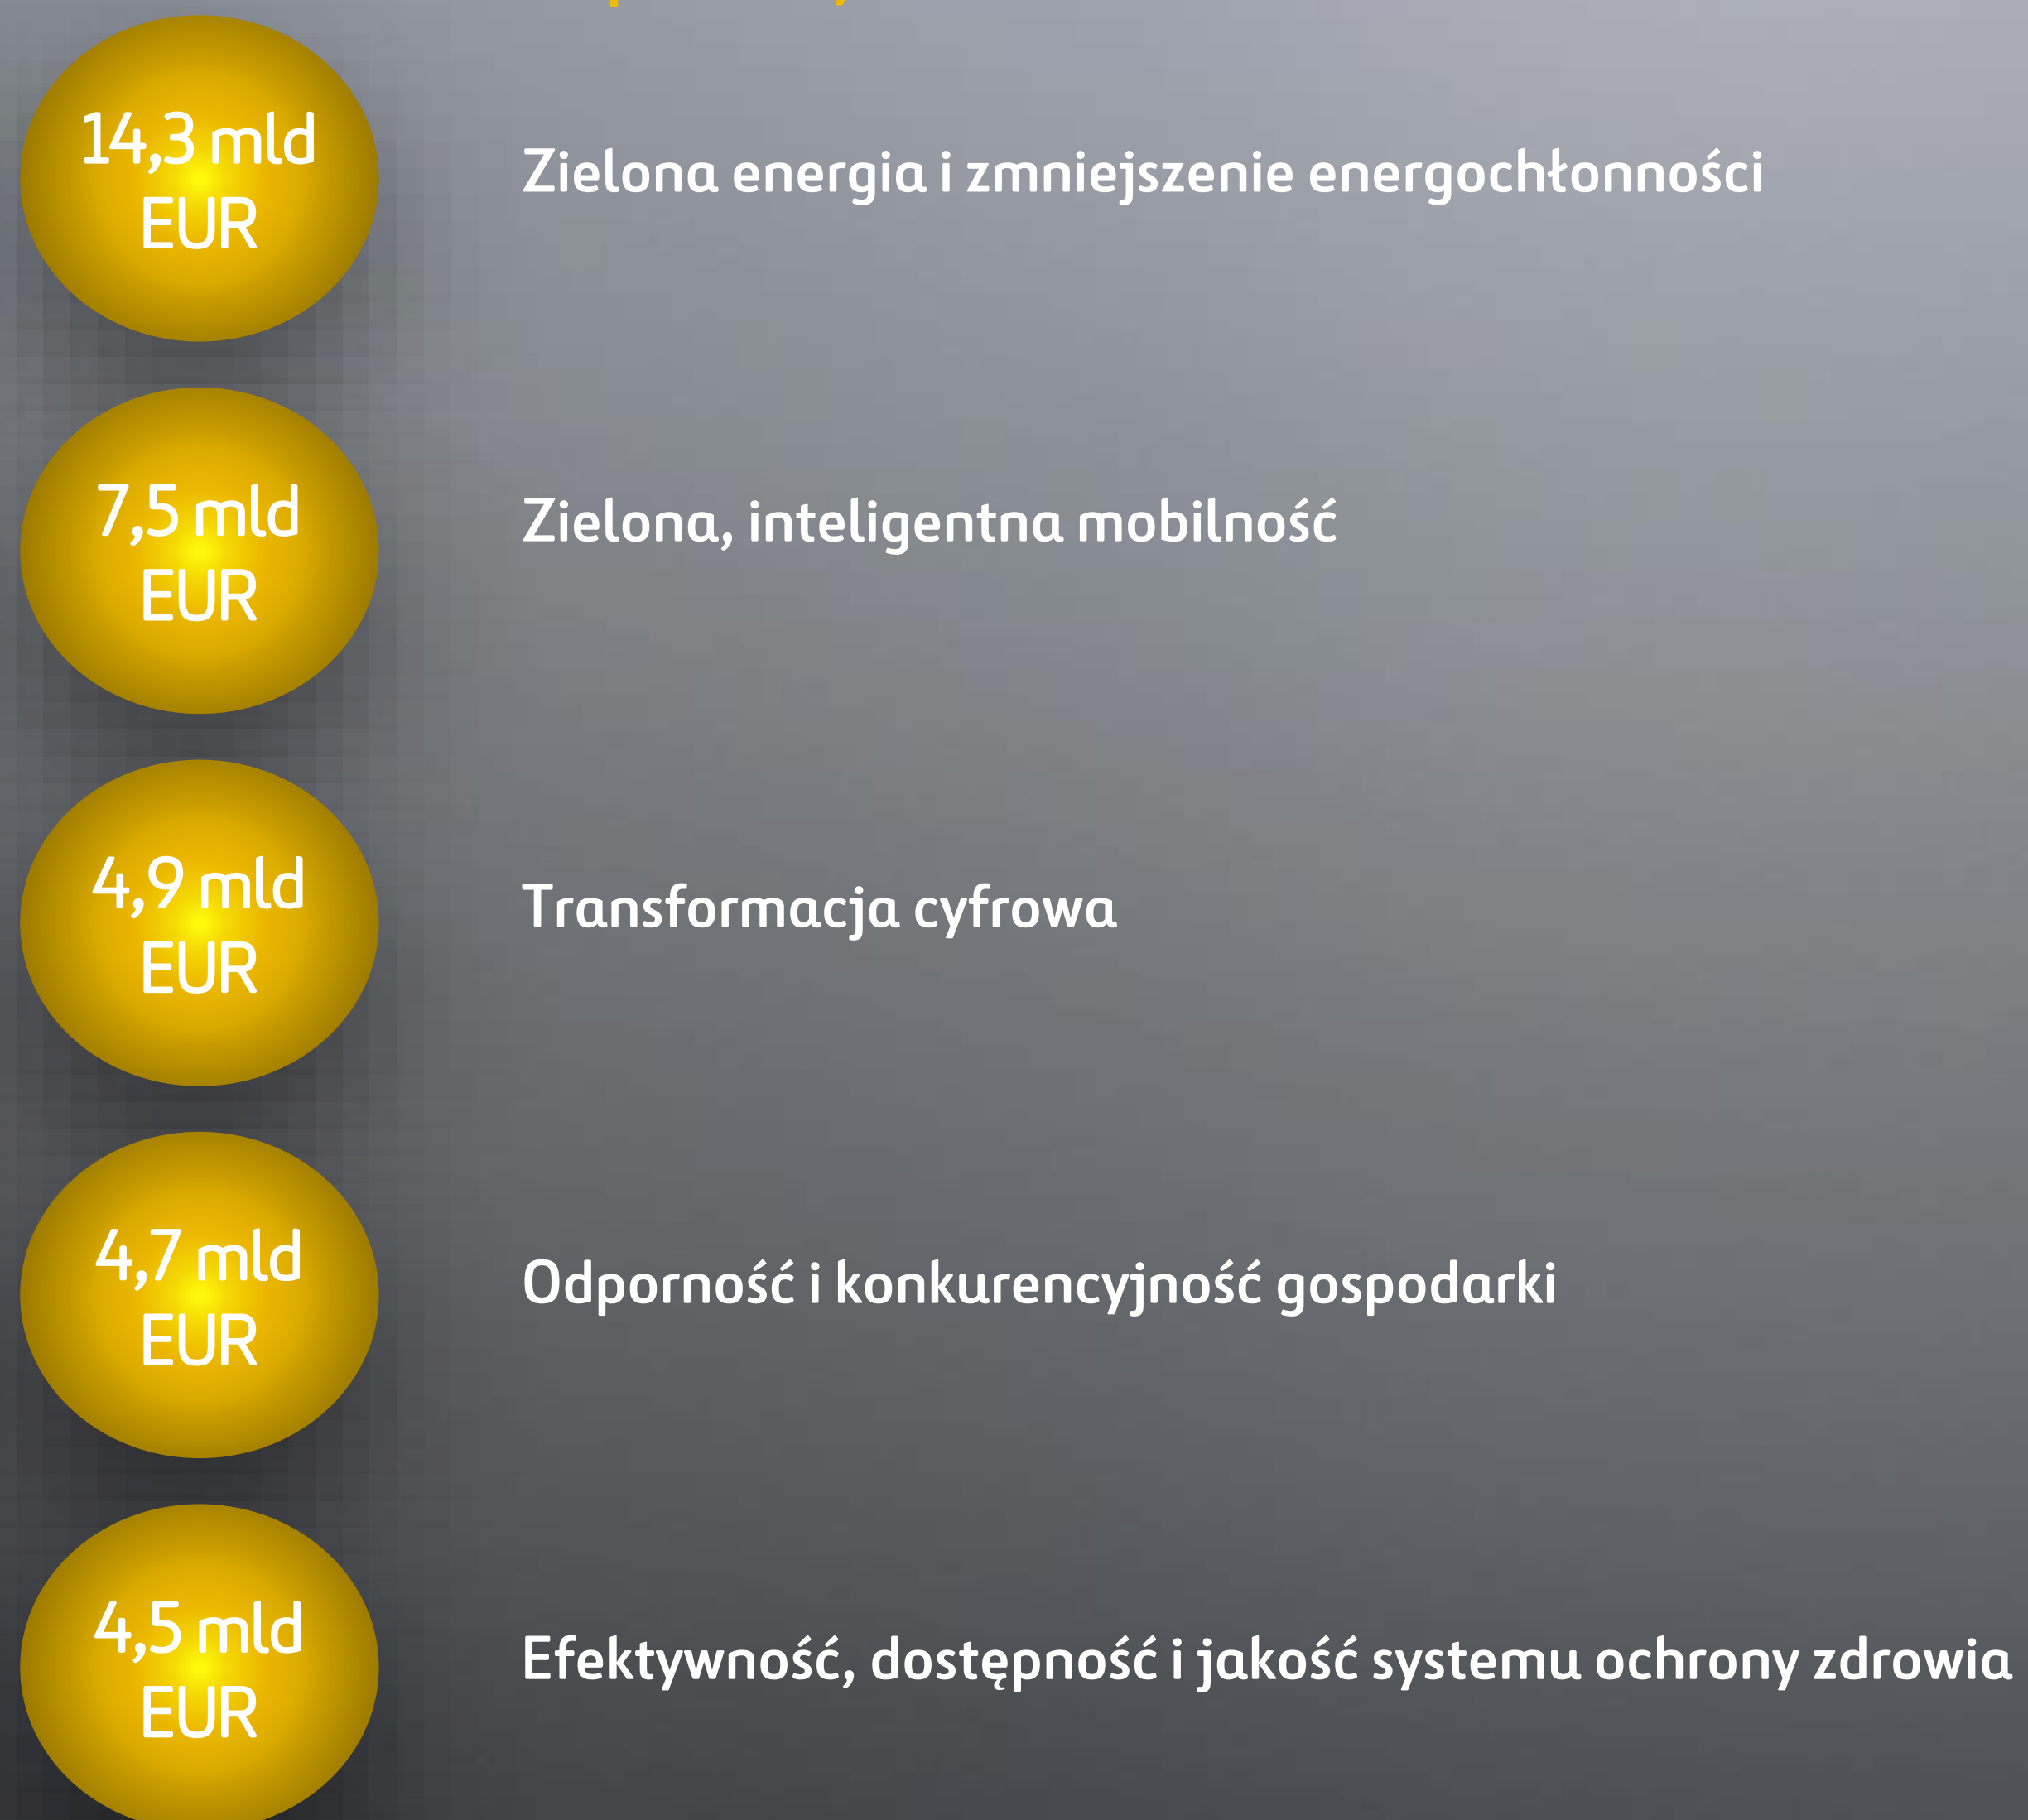 14,3 mld
EUR
Zielona energia i zmniejszenie energochłonności
7,5 mld
EUR
Zielona, inteligentna mobilność
4,9 mld
EUR
Transformacja cyfrowa
4,7 mld
EUR
Odporność i konkurencyjność gospodarki
4,5 mld
EUR
Efektywność, dostępność i jakość systemu ochrony zdrowia